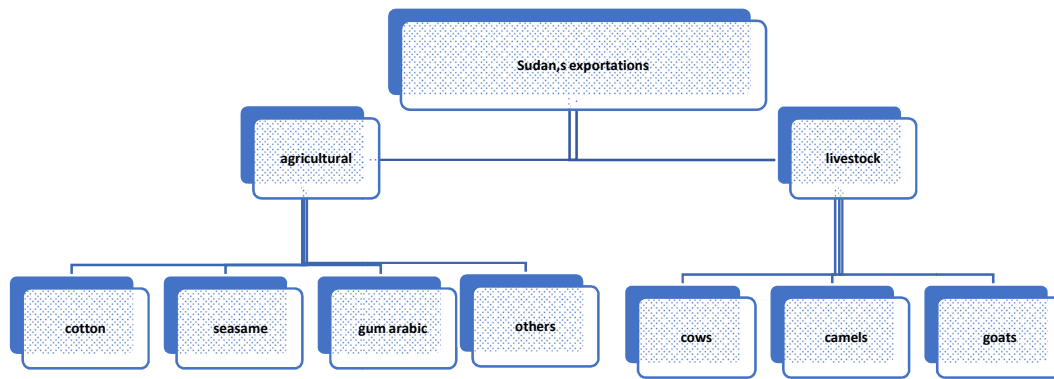 Sudan,s exportations
agricultural
livestock
cotton
seasame
gum arabic
others
cows
camels
goats